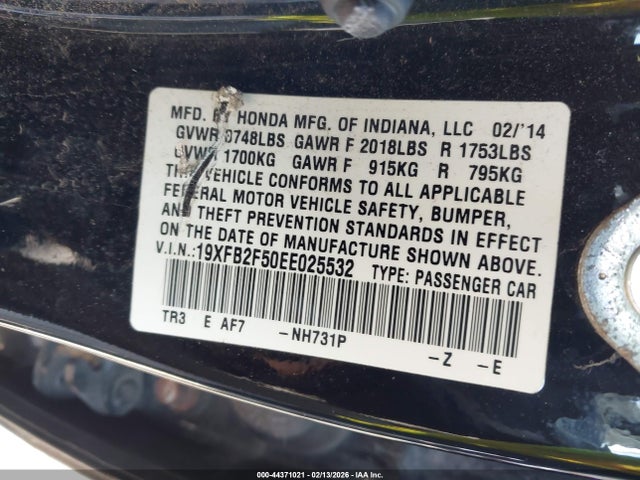 MFD. BY HONDA MFG. OF INDIANA, LLC 02/'14
GVWR 3748LBS GAWR F 2018LBS R 1753LBS
GVWR 1700KG GAWR F 915KG R 795KG
THIS VEHICLE CONFORMS TO ALL APPLICABLE
FEDERAL MOTOR VEHICLE SAFETY, BUMPER,
AND THEFT PREVENTION STANDARDS IN EFFECT
ON THE DATE OF MANUFACTURE SHOWN ABOVE.
V.I.N.:19XFB2F50EE025532 TYPE: PASSENGER CAR
TR3 E AF7 -NH731P -Z -E
000-44371021 - 02/13/2026 - IAAI, Inc.